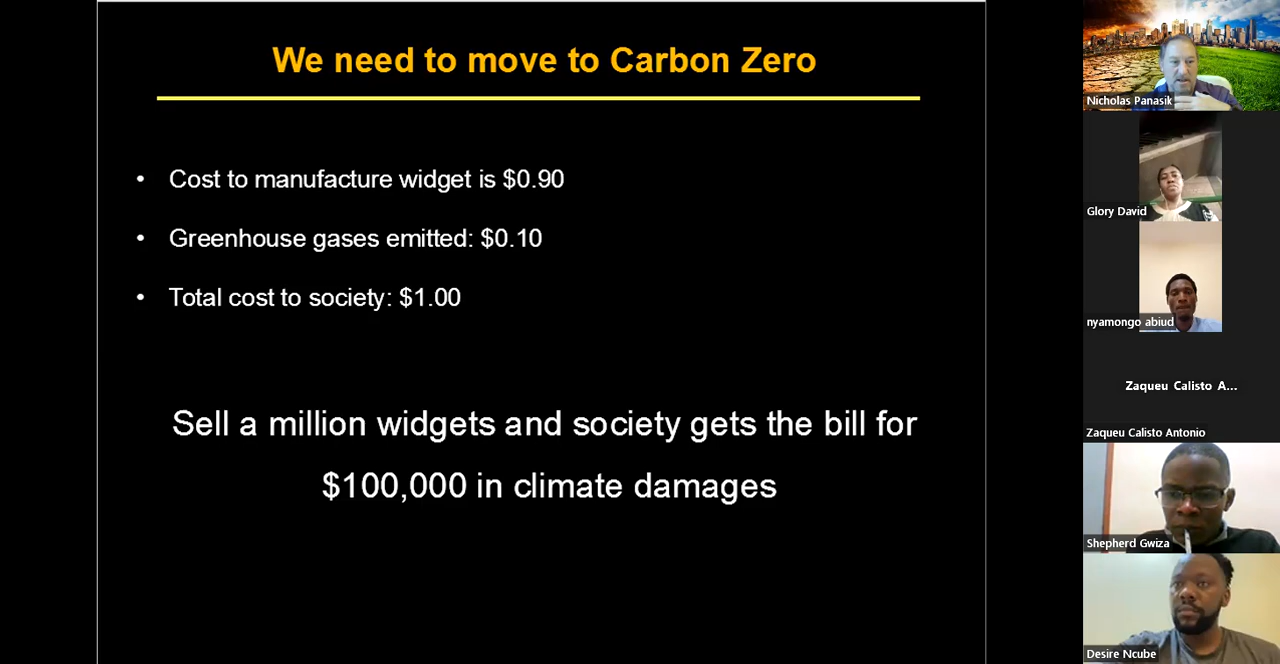 We need to move to Carbon Zero
• Cost to manufacture widget is $0.90
• Greenhouse gases emitted: $0.10
• Total cost to society: $1.00
Sell a million widgets and society gets the bill for
$100,000 in climate damages
Nicholas Panasik
Glory David
nyamongo abiud
Zaqueu Calisto A...
Zaqueu Calisto Antonio
Shepherd Gwiza
Desire Ncube